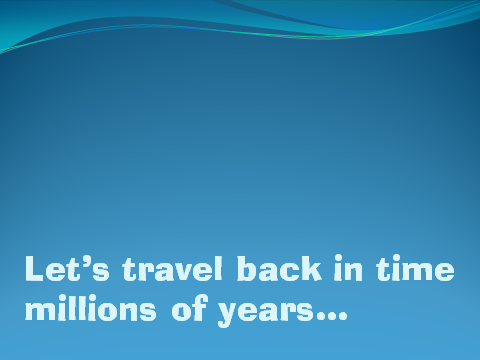 Let’s travel back in time
millions of years…